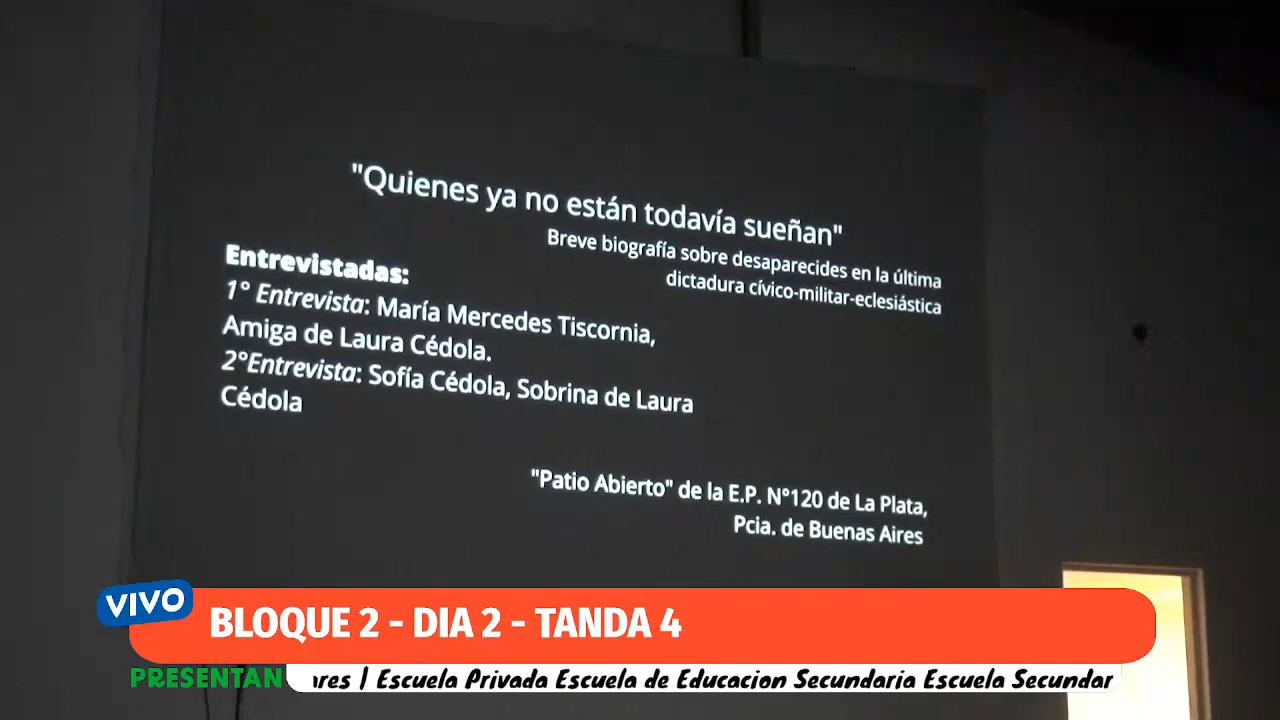 "Quienes ya no están todavía sueñan"
Breve biografía sobre desaparecides en la última
dictadura cívico-militar-eclesiástica
Entrevistadas:
1° Entrevista: María Mercedes Tiscornia,
Amiga de Laura Cédola.
2°Entrevista: Sofía Cédola, Sobrina de Laura
Cédola
"Patio Abierto" de la E.P. N°120 de La Plata,
Pcia. de Buenos Aires
VIVO
BLOQUE 2 - DIA 2 - TANDA 4
PRESENTAN
res | Escuela Privada Escuela de Educacion Secundaria Escuela Secundar